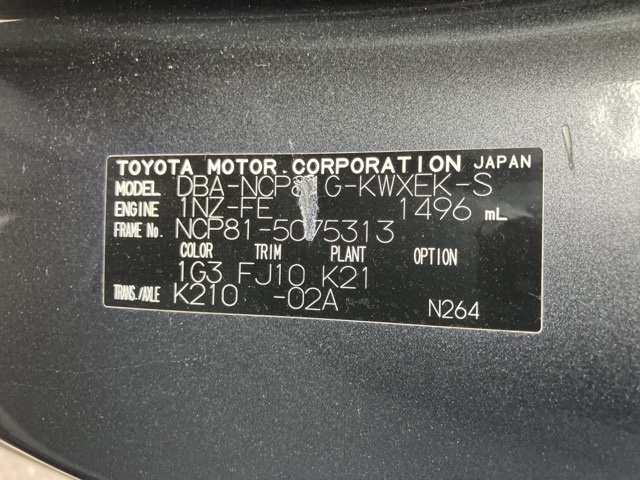 TOYOTA MOTOR CORPORATION JAPAN
MODEL DBA-NCP81G-KWXEK-S
ENGINE 1NZ-FE 1496 mL
FRAME No. NCP81-5075313
COLOR TRIM PLANT OPTION
1G3 FJ10 K21
TRANS./AXLE K210 -02A
N264